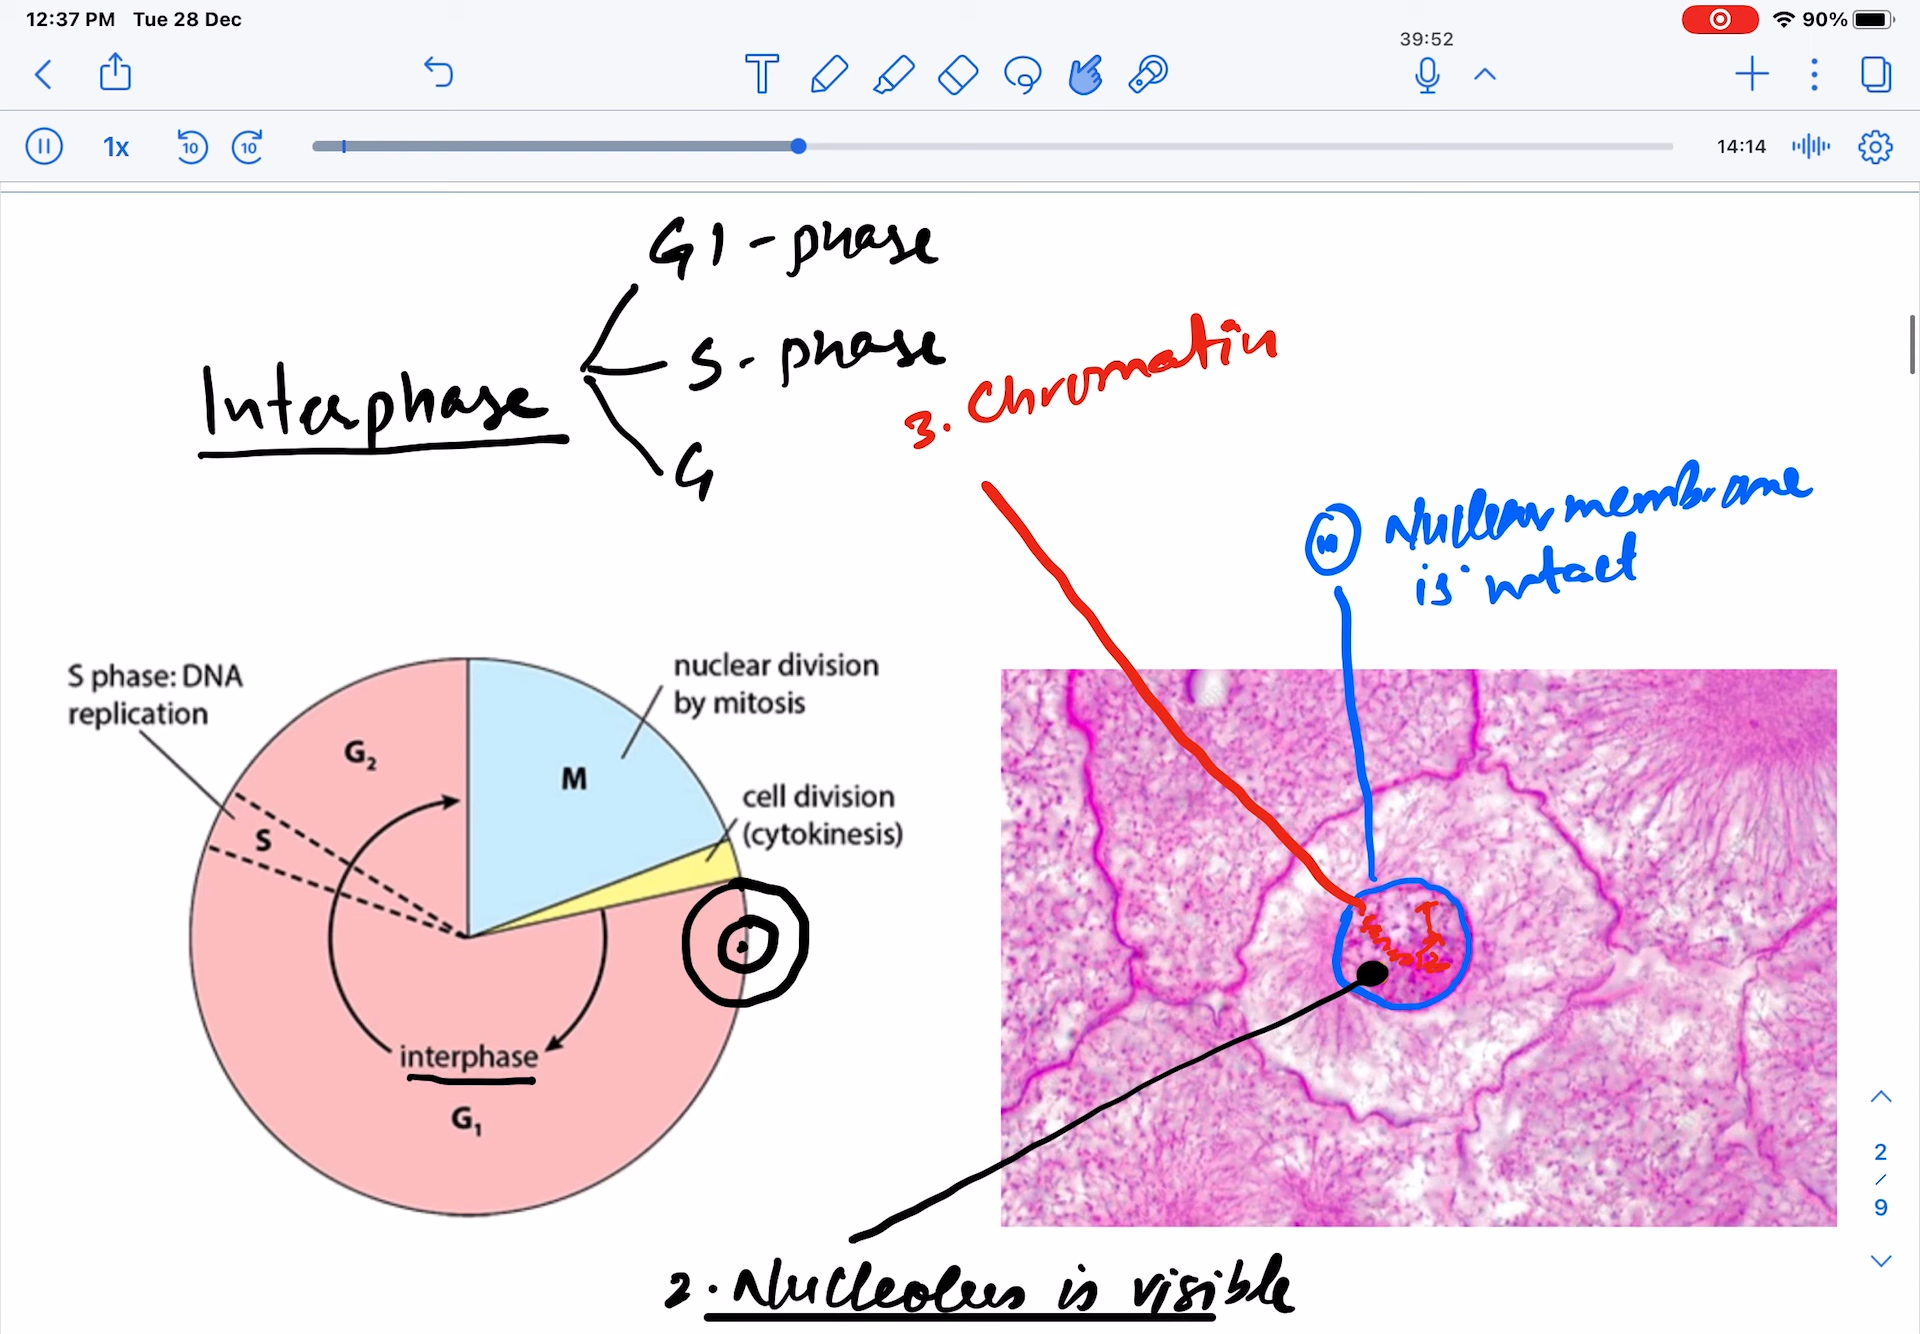 12:37 PM Tue 28 Dec
90%
39:52
1x
10
10
14:14
G1-phase
Interphase
S-phase
G
3. Chromatin
Nuclear membrane
is intact
S phase: DNA
replication
G₂
S
M
nuclear division
by mitosis
cell division
(cytokinesis)
interphase
G₁
2
/
9
2. Nucleolus is visible